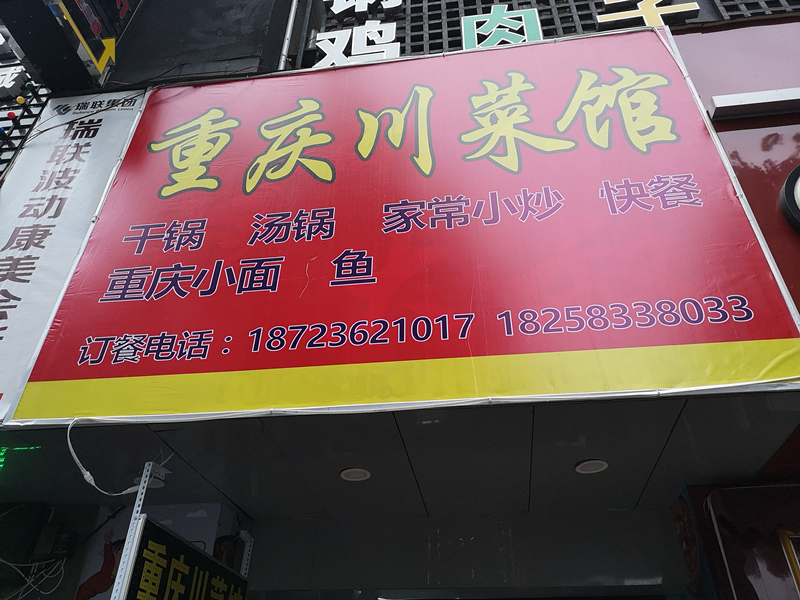 锅 肉
鸡
瑞联集团
瑞联波动康美
重庆川菜馆
干锅 汤锅 家常小炒 快餐
重庆小面 鱼
订餐电话：18723621017 18258338033
重庆川菜馆